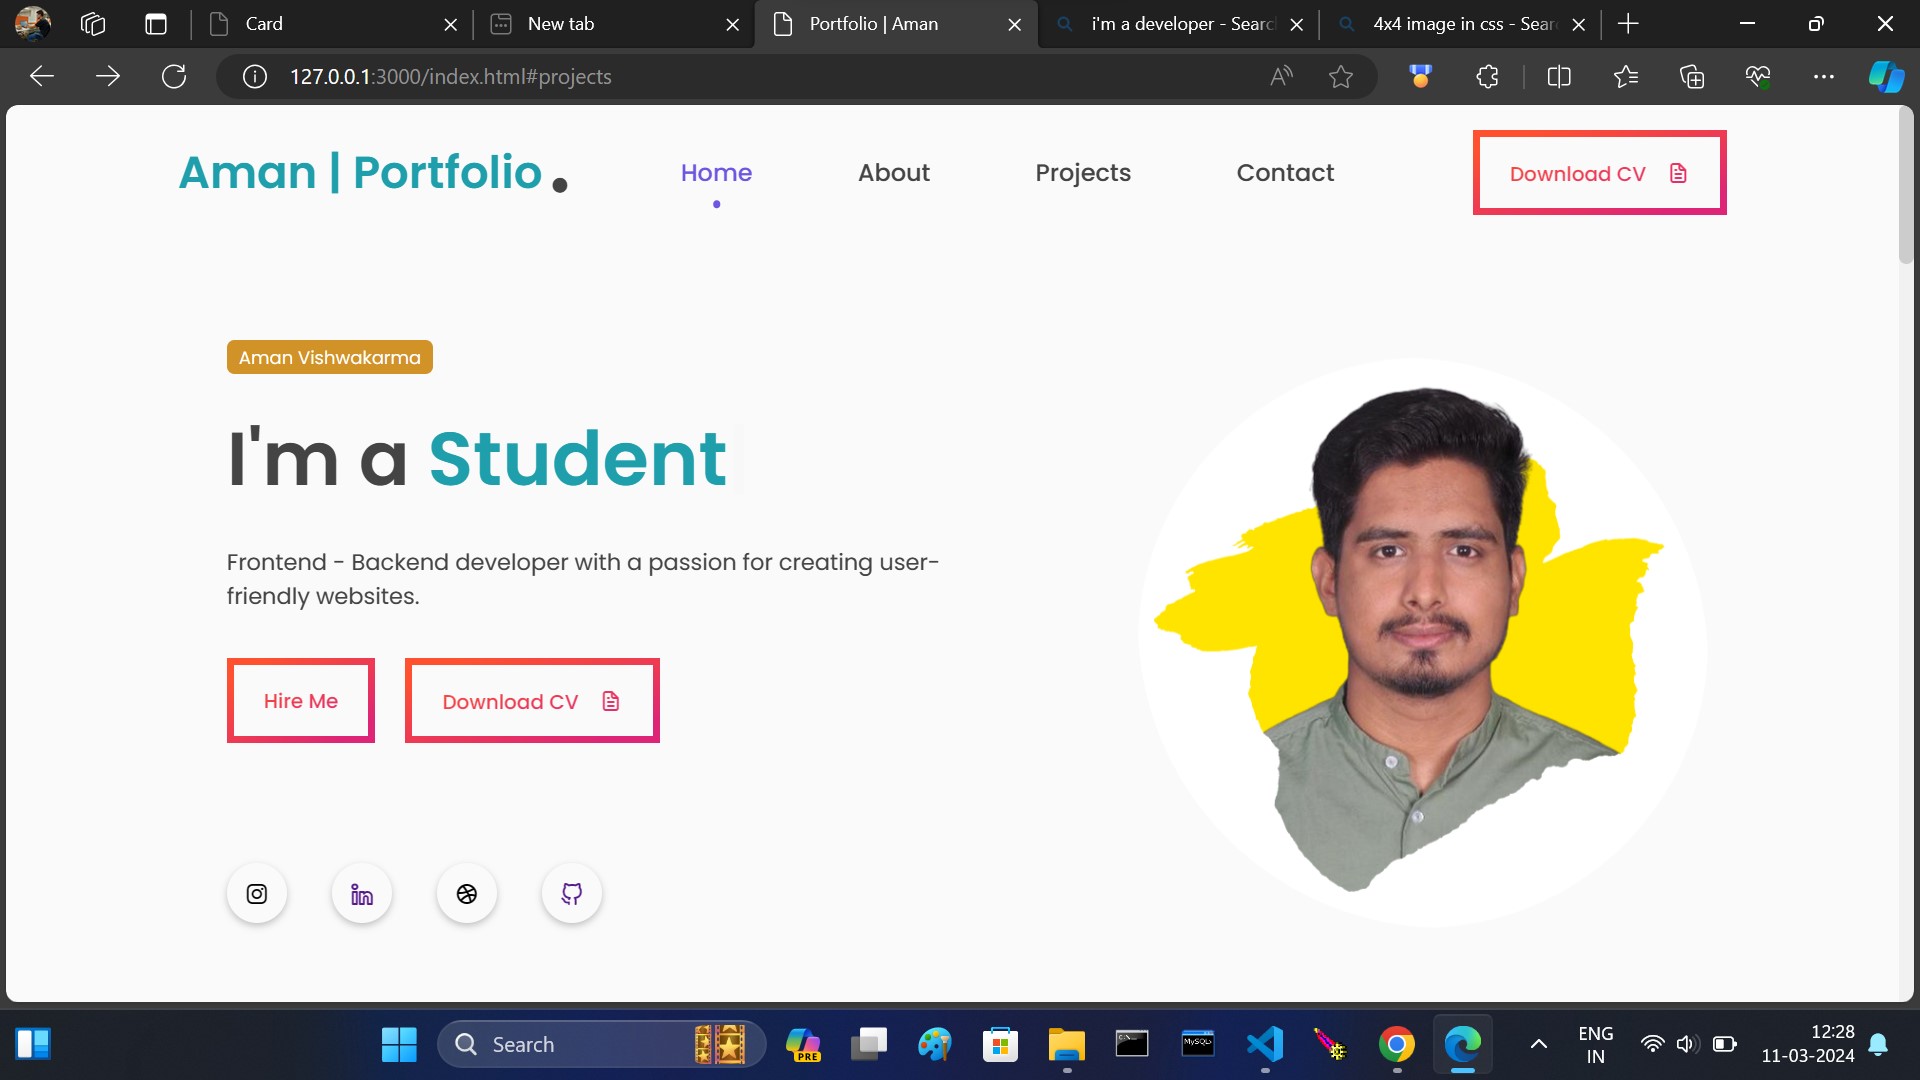 Card
New tab
Portfolio | Aman
i'm a developer - Searc
4x4 image in css - Sear
127.0.0.1:3000/index.html#projects
Aman | Portfolio .
Home
About
Projects
Contact
Download CV
Aman Vishwakarma
I'm a Student
Frontend - Backend developer with a passion for creating user-
friendly websites.
Hire Me
Download CV
Search
PRE
MySQL
ENG
IN
12:28
11-03-2024